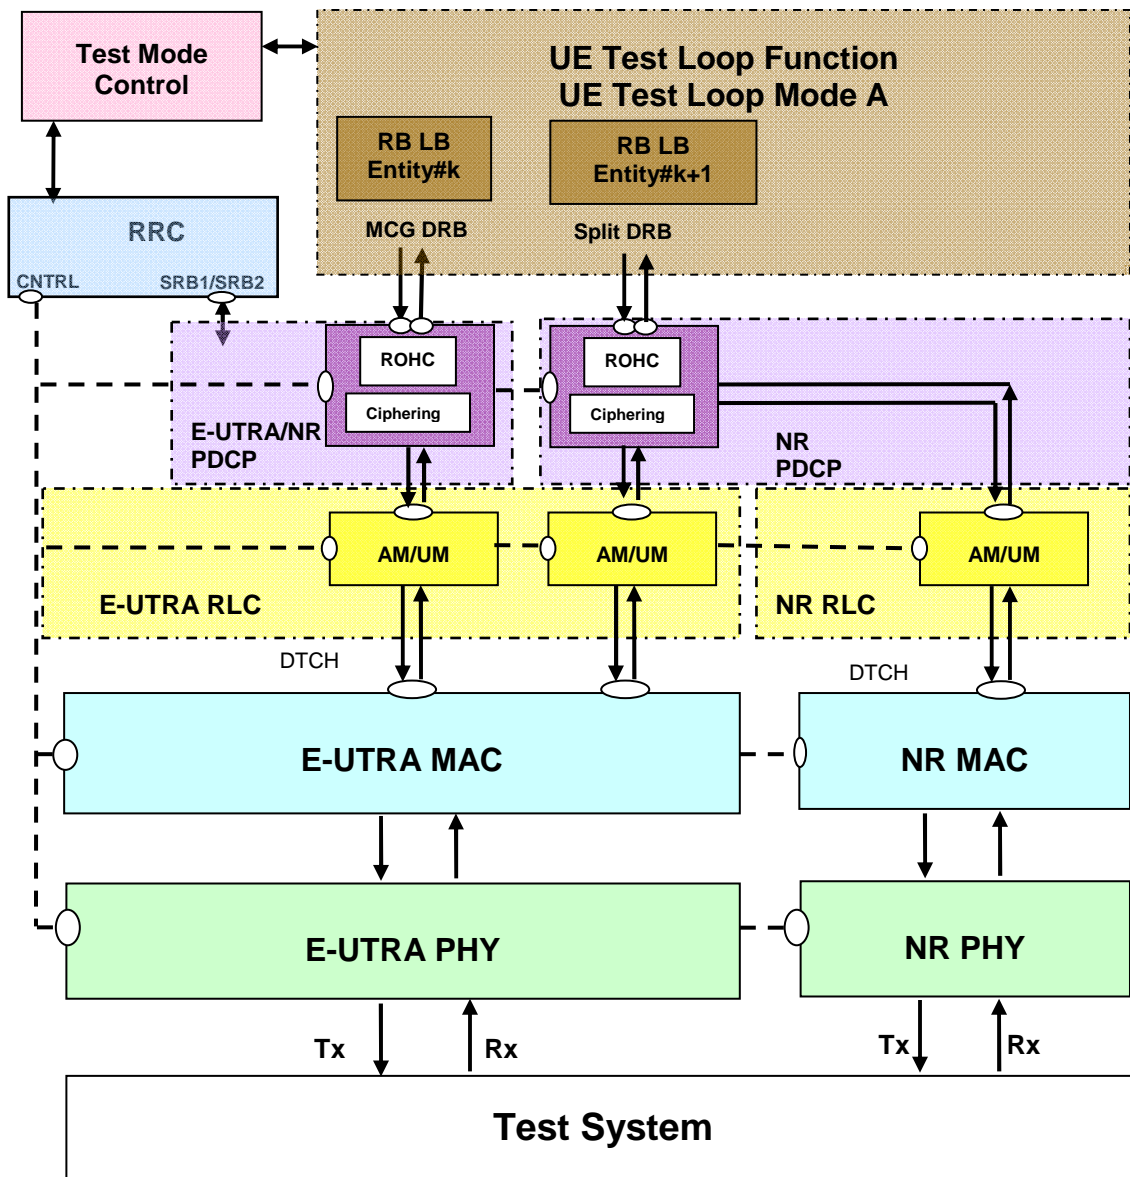 Test Mode
Control
UE Test Loop Function
UE Test Loop Mode A
RB LB
Entity#k
RB LB
Entity#k+1
MCG DRB
Split DRB
RRC
CNTRL
SRB1/SRB2
ROHC
Ciphering
E-UTRA/NR
PDCP
ROHC
Ciphering
NR
PDCP
AM/UM
AM/UM
AM/UM
E-UTRA RLC
NR RLC
DTCH
DTCH
E-UTRA MAC
NR MAC
E-UTRA PHY
NR PHY
Tx
Rx
Tx
Rx
Test System